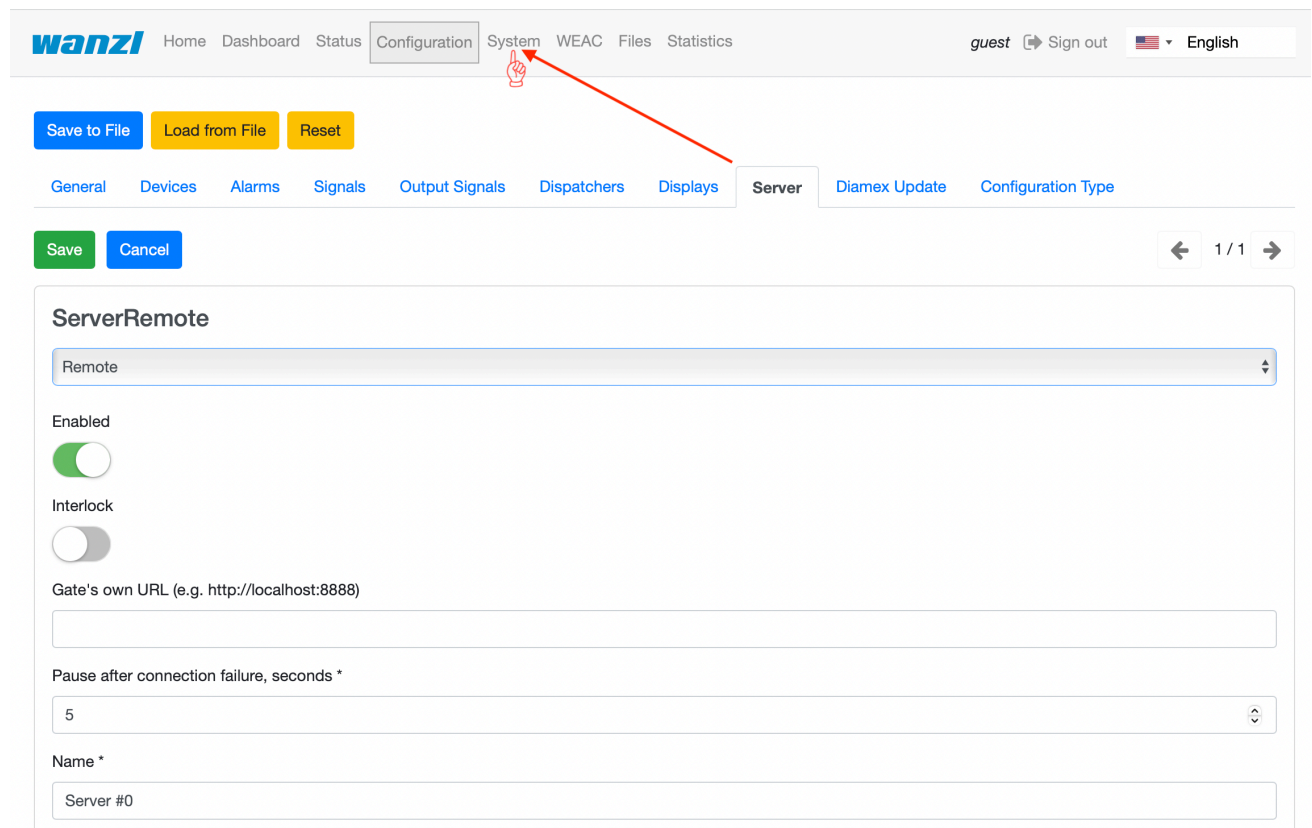 wanzl Home Dashboard Status Configuration System WEAC Files Statistics guest Sign out English
Save to File Load from File Reset
General Devices Alarms Signals Output Signals Dispatchers Displays Server Diamex Update Configuration Type
Save Cancel 1 / 1
ServerRemote
Remote
Enabled
Interlock
Gate's own URL (e.g. http://localhost:8888)
Pause after connection failure, seconds *
5
Name *
Server #0